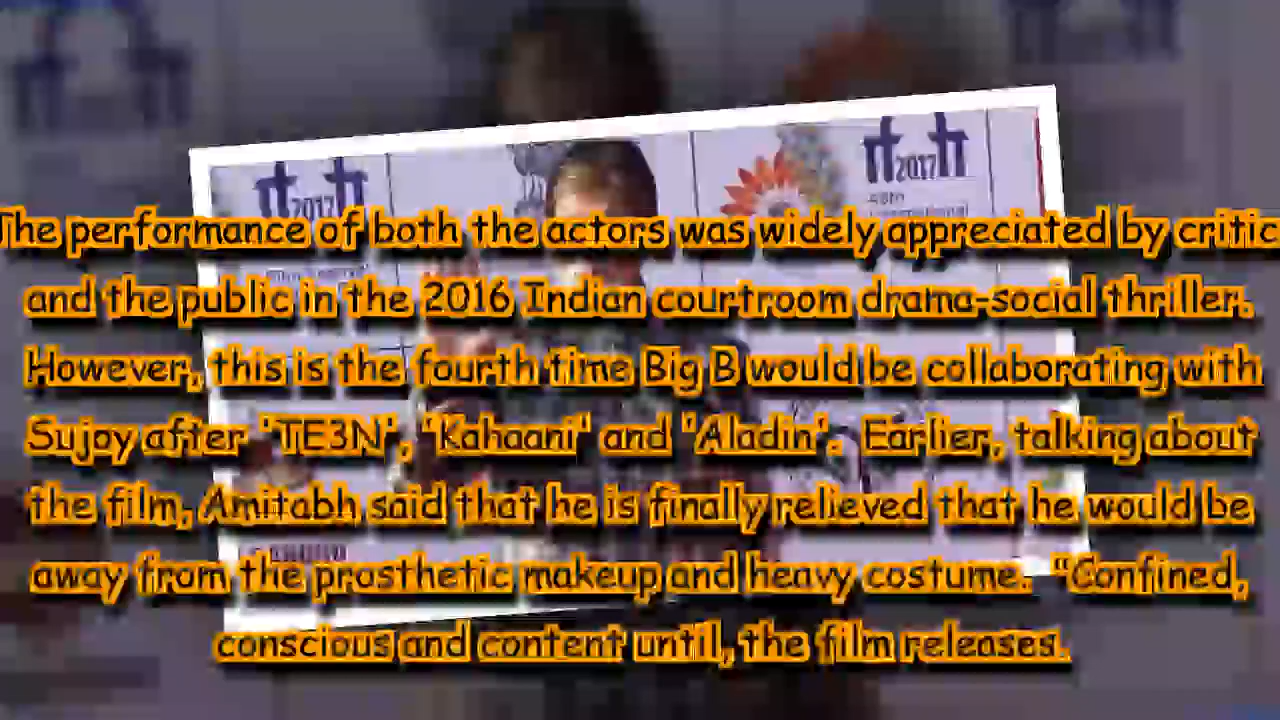 2017
2017
The performance of both the actors was widely appreciated by critic
and the public in the 2016 Indian courtroom drama-social thriller.
However, this is the fourth time Big B would be collaborating with
Sujoy after 'TE3N', 'Kahaani' and 'Aladin'. Earlier, talking about
the film, Amitabh said that he is finally relieved that he would be
away from the prosthetic makeup and heavy costume. "Confined,
conscious and content until, the film releases.